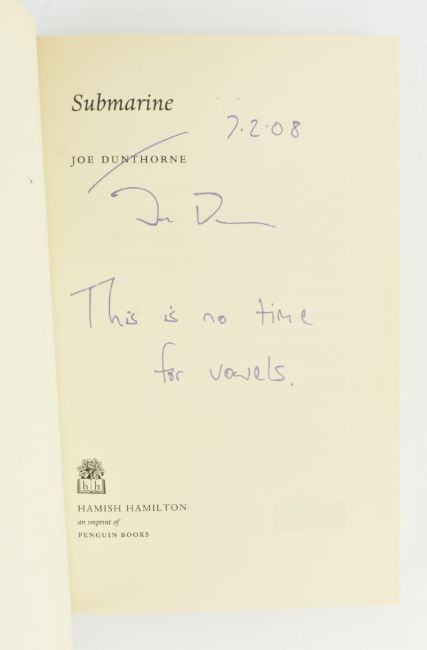 Submarine
7.2.08
JOE DUNTHORNE
Joe D
This is no time
for vowels.
h h
HAMISH HAMILTON
an imprint of
PENGUIN BOOKS